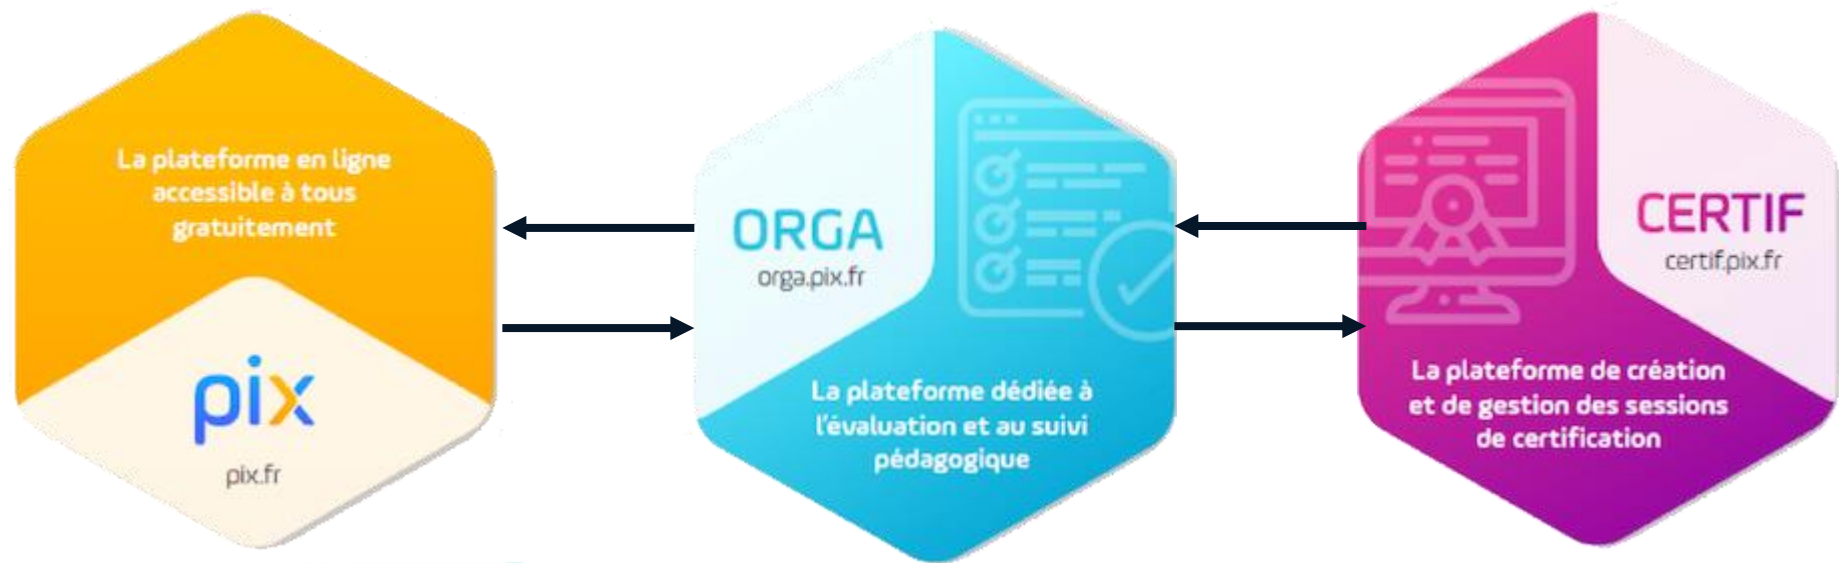 La plateforme en ligne
accessible à tous
gratuitement
pix
pix.fr
ORGA
orga.pix.fr
La plateforme dédiée à
l'évaluation et au suivi
pédagogique
CERTIF
certif.pix.fr
La plateforme de création
et de gestion des sessions
de certification